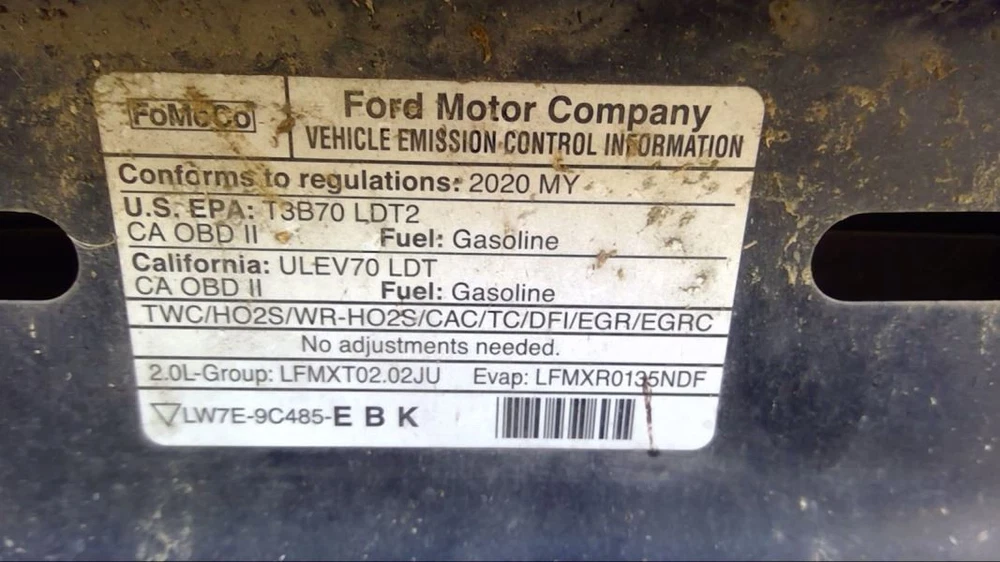 FoMoCo
Ford Motor Company
VEHICLE EMISSION CONTROL INFORMATION
Conforms to regulations: 2020 MY
U.S. EPA: T3B70 LDT2
CA OBD II Fuel: Gasoline
California: ULEV70 LDT
CA OBD II Fuel: Gasoline
TWC/HO2S/WR-HO2S/CAC/TC/DFI/EGR/EGRC
No adjustments needed.
2.0L-Group: LFMXT02.02JU Evap: LFMXR0135NDF
LW7E-9C485-E B K